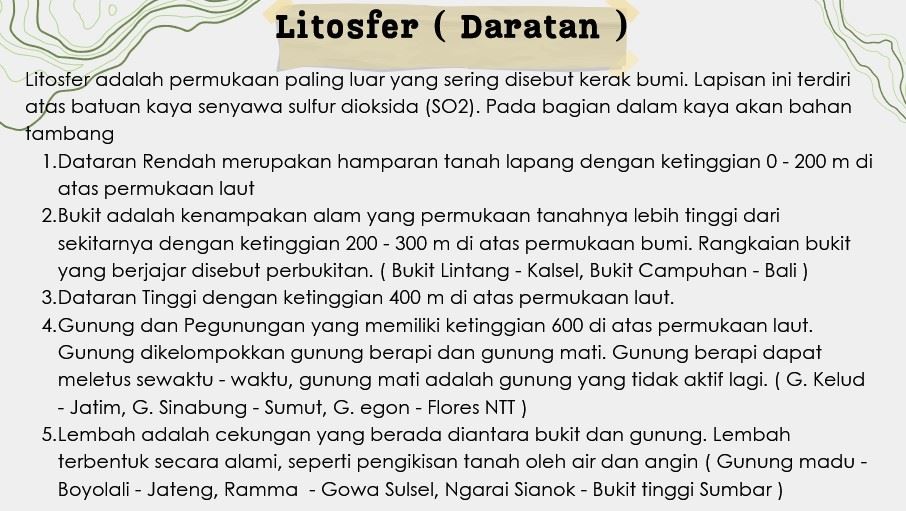 Litosfer ( Daratan )
Litosfer adalah permukaan paling luar yang sering disebut kerak bumi. Lapisan ini terdiri
atas batuan kaya senyawa sulfur dioksida (SO2). Pada bagian dalam kaya akan bahan
tambang
1.Dataran Rendah merupakan hamparan tanah lapang dengan ketinggian 0 - 200 m di
atas permukaan laut
2.Bukit adalah kenampakan alam yang permukaan tanahnya lebih tinggi dari
sekitarnya dengan ketinggian 200 - 300 m di atas permukaan bumi. Rangkaian bukit
yang berjajar disebut perbukitan. ( Bukit Lintang - Kalsel, Bukit Campuhan - Bali )
3.Dataran Tinggi dengan ketinggian 400 m di atas permukaan laut.
4.Gunung dan Pegunungan yang memiliki ketinggian 600 di atas permukaan laut.
Gunung dikelompokkan gunung berapi dan gunung mati. Gunung berapi dapat
meletus sewaktu - waktu, gunung mati adalah gunung yang tidak aktif lagi. ( G. Kelud
- Jatim, G. Sinabung - Sumut, G. egon - Flores NTT )
5.Lembah adalah cekungan yang berada diantara bukit dan gunung. Lembah
terbentuk secara alami, seperti pengikisan tanah oleh air dan angin ( Gunung madu -
Boyolali - Jateng, Ramma  - Gowa Sulsel, Ngarai Sianok - Bukit tinggi Sumbar )